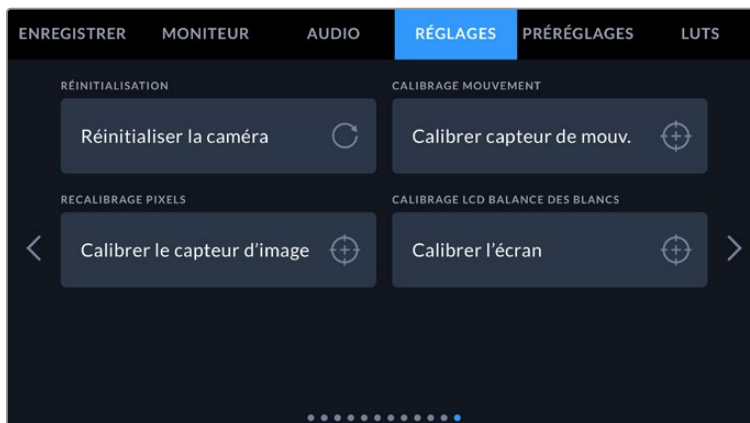 ENREGISTRER MONITEUR AUDIO RÉGLAGES PRÉRÉGLAGES LUTS
RÉINITIALISATION CALIBRAGE MOUVEMENT
Réinitialiser la caméra Calibrer capteur de mouv.
RECALIBRAGE PIXELS CALIBRAGE LCD BALANCE DES BLANCS
Calibrer le capteur d’image Calibrer l’écran